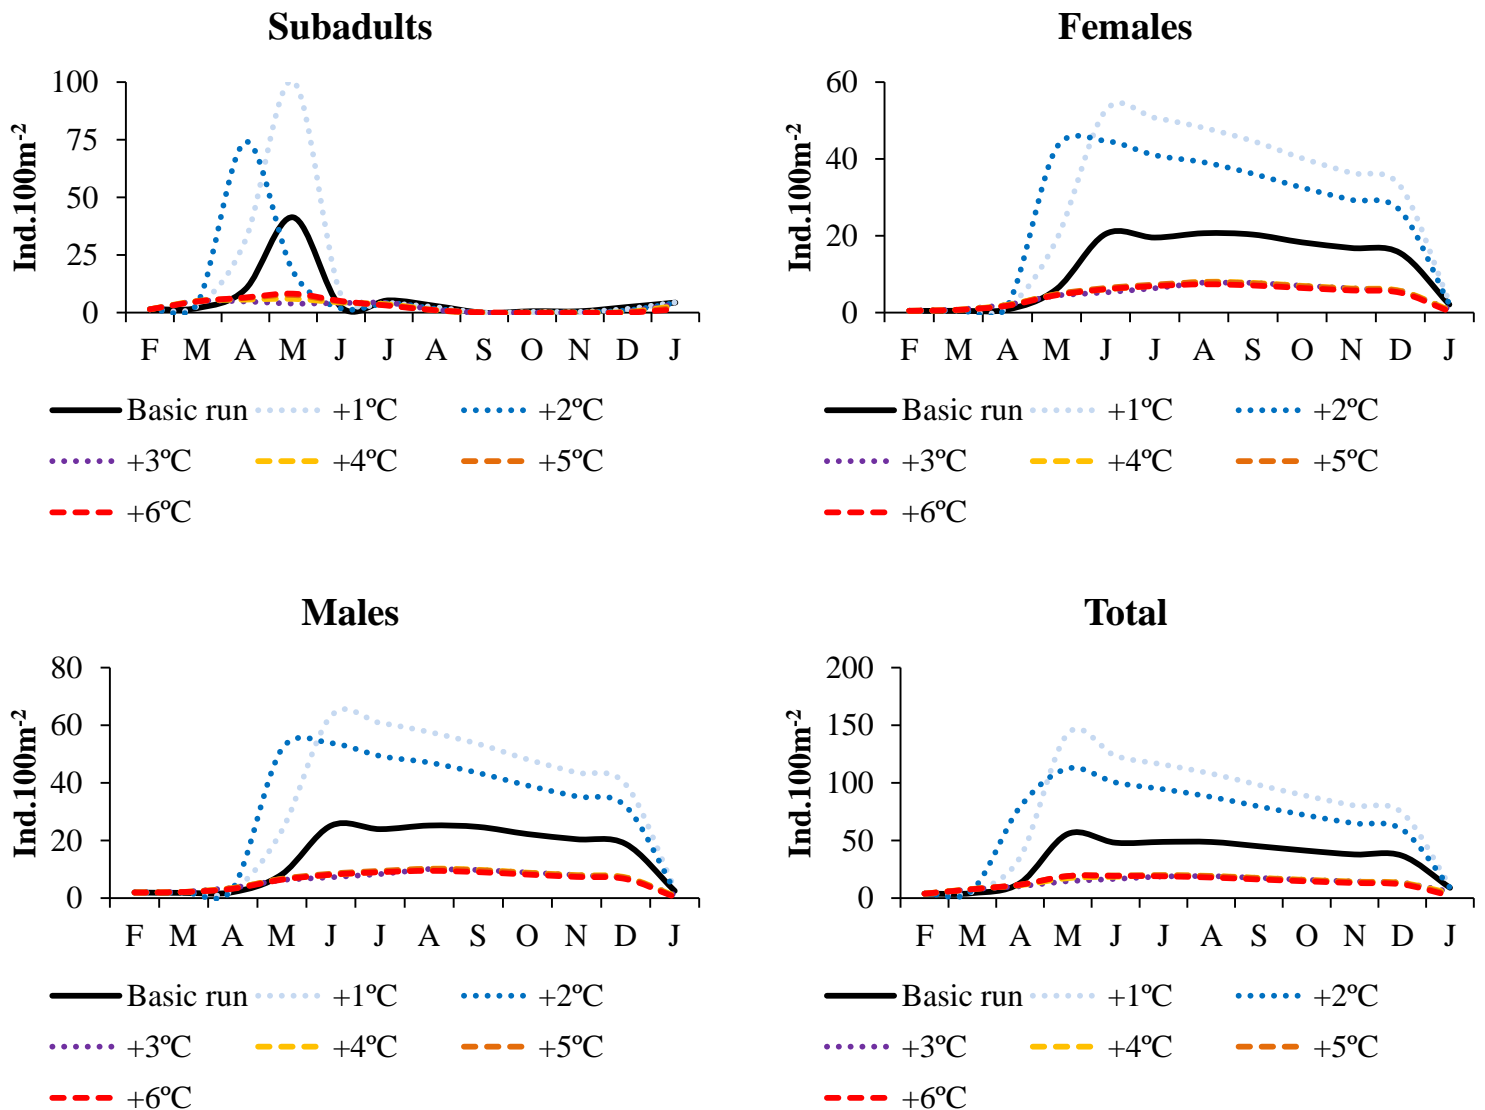 Subadults
100
75
50
25
0
Ind.100m-2
F M A M J J A S O N D J
Basic run +1ºC +2ºC
+3ºC +4ºC +5ºC
+6ºC
Females
60
40
20
0
Ind.100m-2
F M A M J J A S O N D J
Basic run +1ºC +2ºC
+3ºC +4ºC +5ºC
+6ºC
Males
80
60
40
20
0
Ind.100m-2
F M A M J J A S O N D J
Basic run +1ºC +2ºC
+3ºC +4ºC +5ºC
+6ºC
Total
200
150
100
50
0
Ind.100m-2
F M A M J J A S O N D J
Basic run +1ºC +2ºC
+3ºC +4ºC +5ºC
+6ºC